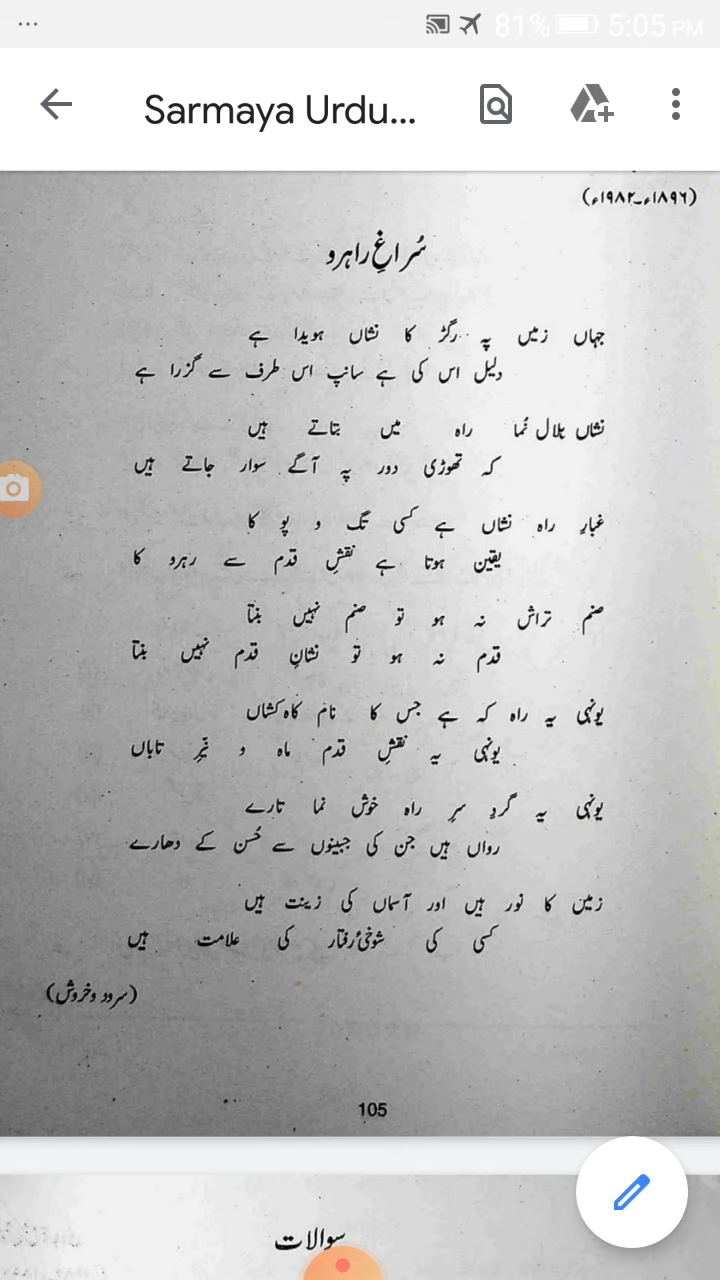 ... 81% 5:05 PM
Sarmaya Urdu...
(۱۸۹۶ء۔۱۹۸۲ء)
سُراغِ راہرو
جہاں زمیں پہ رگڑ کا نشاں ہویدا ہے
دلیل اس کی ہے سانپ اس طرف سے گزرا ہے
نشاں ہلال نُما راہ میں بتاتے ہیں
کہ تھوڑی دور پہ آگے سوار جاتے ہیں
غبارِ راہ نشاں ہے کسی تگ و پو کا
یقین ہوتا ہے نقشِ قدم سے رہرو کا
صنم تراش نہ ہو تو صنم نہیں بنتا
قدم نہ ہو تو نشانِ قدم نہیں بنتا
یونہی یہ راہ کہ ہے جس کا نام کاہ کشاں
یونہی یہ نقشِ قدم ماہ و نیّرِ تاباں
یونہی یہ گردِ سرِ راہ خوش نما تارے
رواں ہیں جن کی جبینوں سے حُسن کے دھارے
زمین کا نور ہیں اور آسماں کی زینت ہیں
کسی کی شوخیٔ رفتار کی علامت ہیں
(سرود و خروش)
105
سوالات